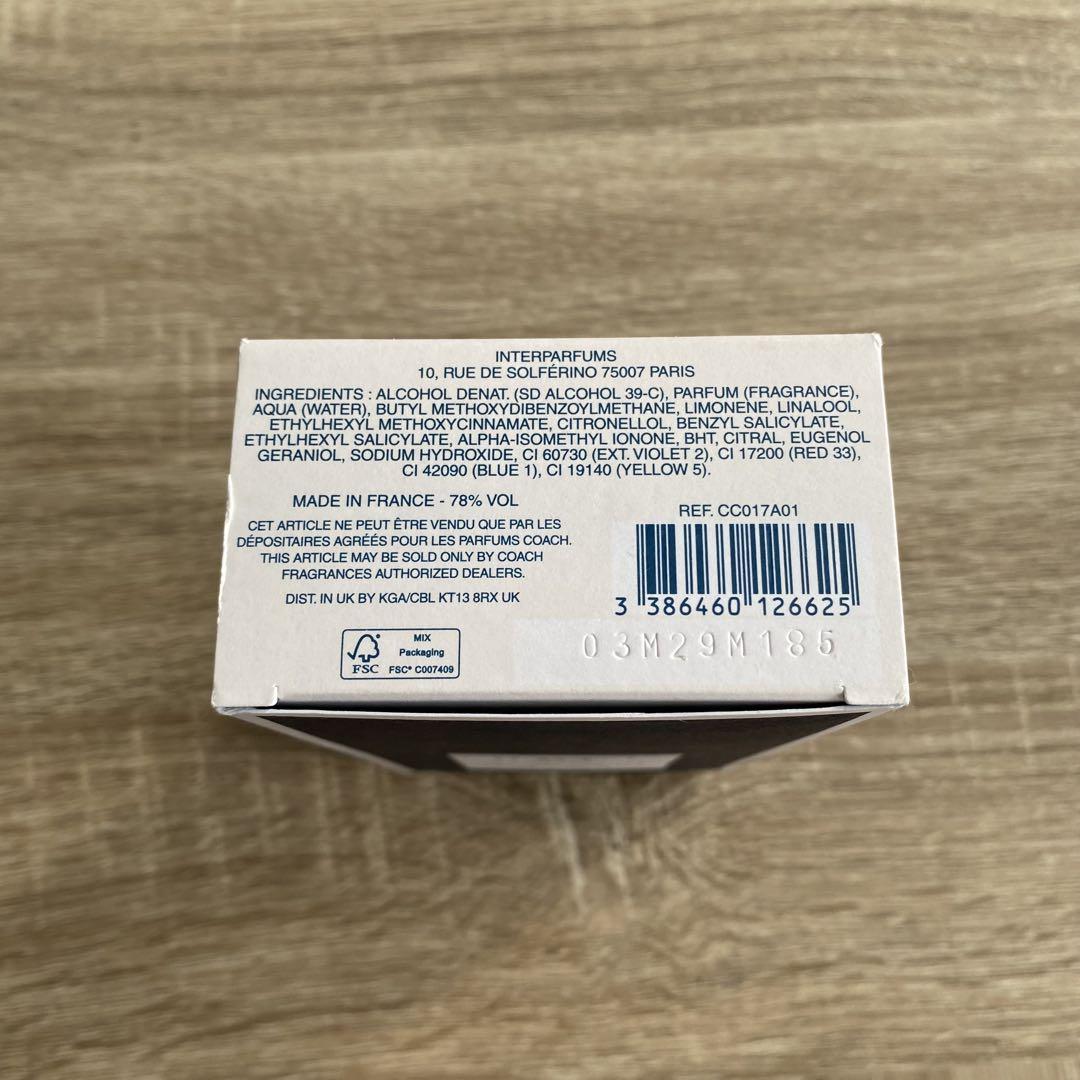 INTERPARFUMS
10, RUE DE SOLFÉRINO 75007 PARIS
INGREDIENTS : ALCOHOL DENAT. (SD ALCOHOL 39-C), PARFUM (FRAGRANCE),
AQUA (WATER), BUTYL METHOXYDIBENZOYLMETHANE, LIMONENE, LINALOOL,
ETHYLHEXYL METHOXYCINNAMATE, CITRONELLOL, BENZYL SALICYLATE,
ETHYLHEXYL SALICYLATE, ALPHA-ISOMETHYL IONONE, BHT, CITRAL, EUGENOL
GERANIOL, SODIUM HYDROXIDE, CI 60730 (EXT. VIOLET 2), CI 17200 (RED 33),
CI 42090 (BLUE 1), CI 19140 (YELLOW 5).
MADE IN FRANCE - 78% VOL
CET ARTICLE NE PEUT ÊTRE VENDU QUE PAR LES
DÉPOSITAIRES AGRÉÉS POUR LES PARFUMS COACH.
THIS ARTICLE MAY BE SOLD ONLY BY COACH
FRAGRANCES AUTHORIZED DEALERS.
DIST. IN UK BY KGA/CBL KT13 8RX UK
FSC
MIX
Packaging
FSC® C007409
REF. CC017A01
3 386460 126625
03M29M185